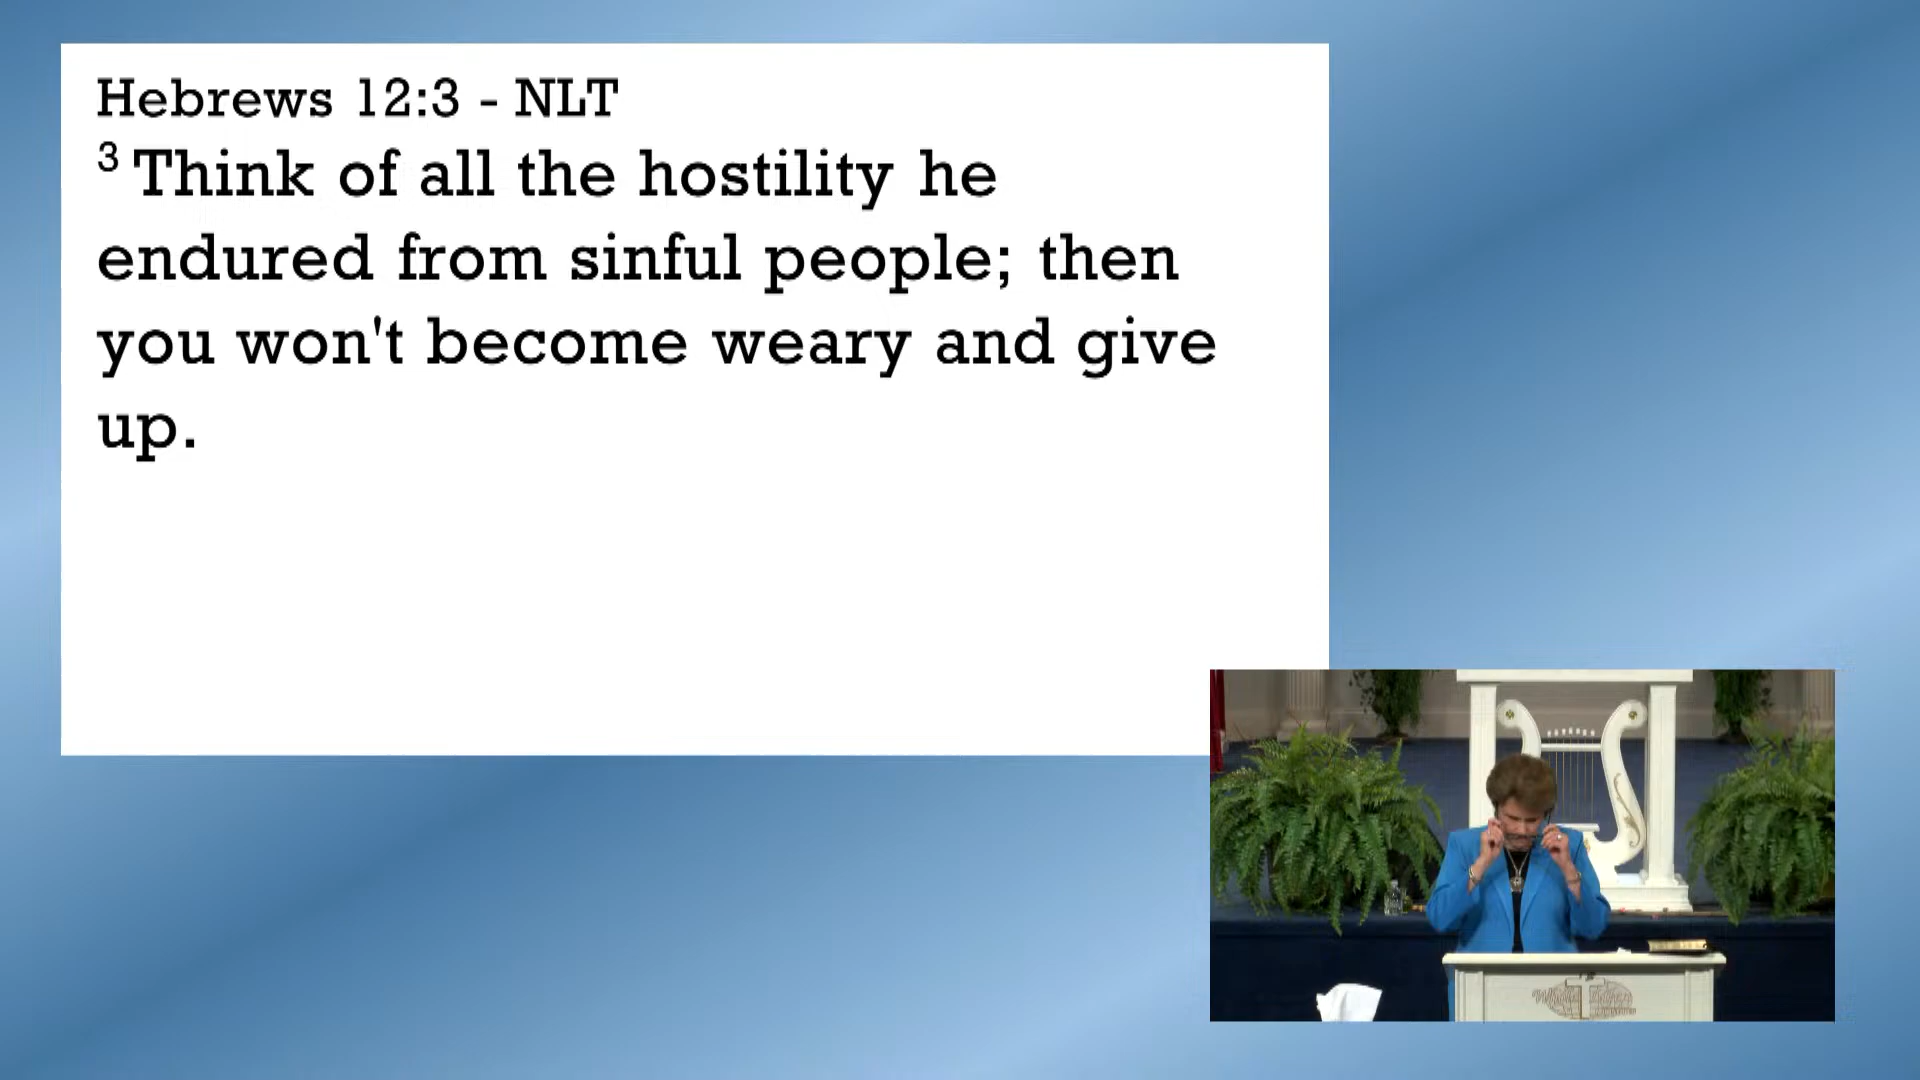 Hebrews 12:3 - NLT
3 Think of all the hostility he
endured from sinful people; then
you won't become weary and give
up.